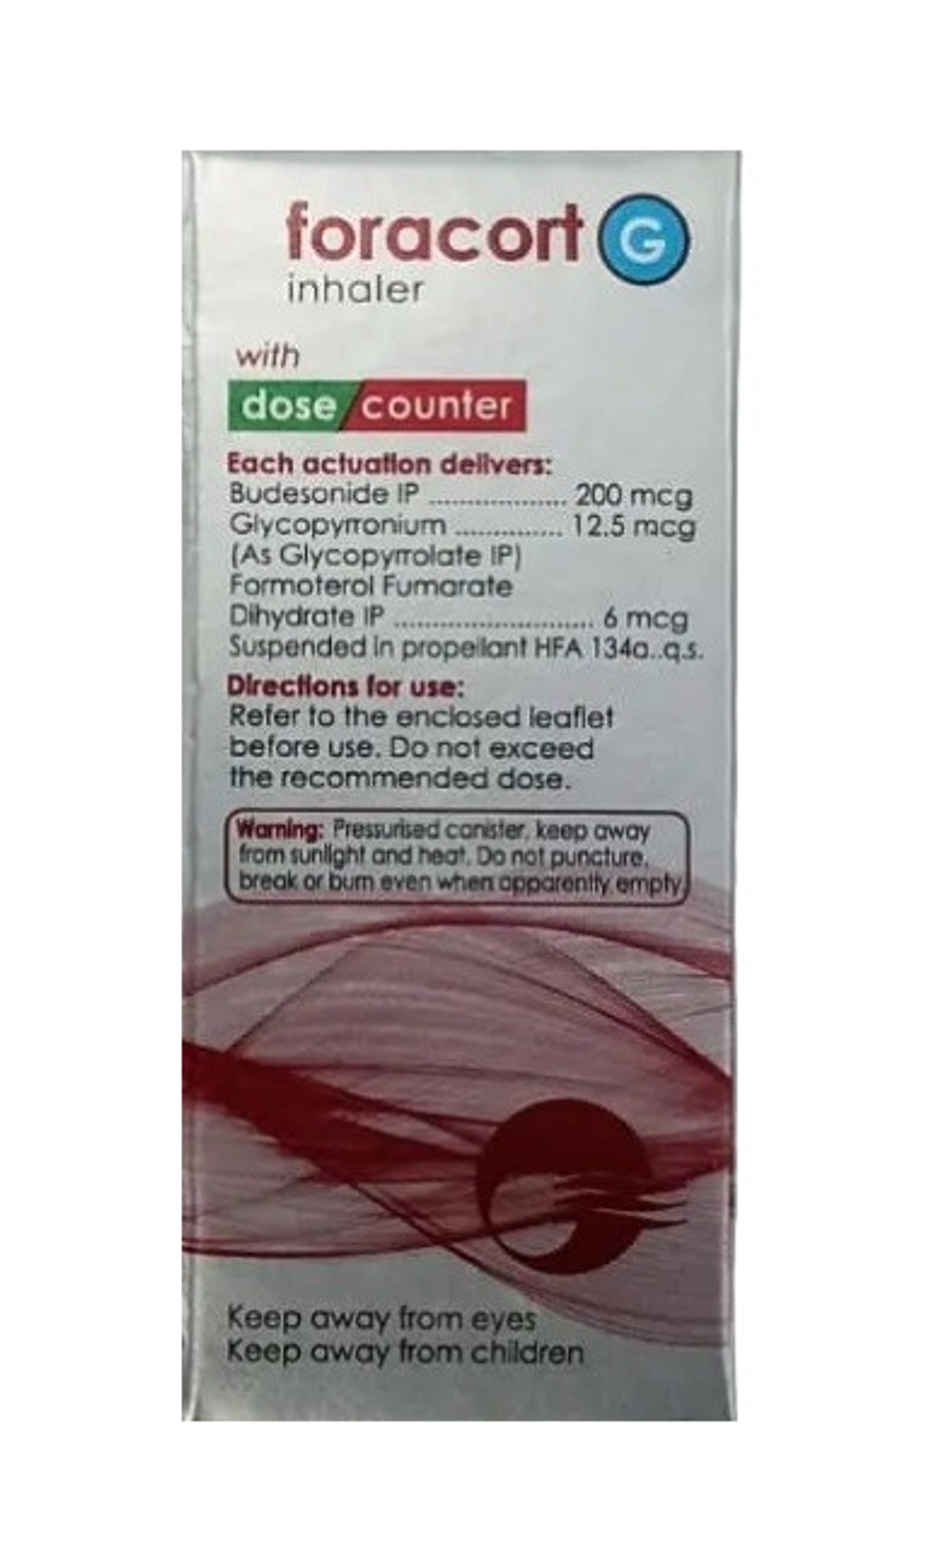 foracort G
inhaler
with
dose counter
Each actuation delivers:
Budesonide IP .................. 200 mcg
Glycopyrronium .............. 12.5 mcg
(As Glycopyrrolate IP)
Formoterol Fumarate
Dihydrate IP .......................... 6 mcg
Suspended in propellant HFA 134a..q.s.
Directions for use:
Refer to the enclosed leaflet
before use. Do not exceed
the recommended dose.
Warning: Pressurised canister, keep away
from sunlight and heat. Do not puncture,
break or burn even when apparently empty
Keep away from eyes
Keep away from children